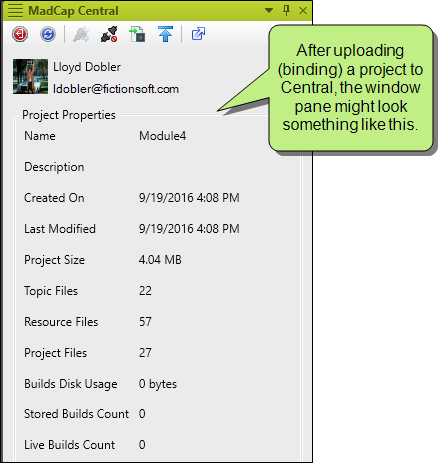 MadCap Central
Lloyd Dobler
ldobler@fictionsoft.com
After uploading
(binding) a project to
Central, the window
pane might look
something like this.
Project Properties
Name Module4
Description
Created On 9/19/2016 4:08 PM
Last Modified 9/19/2016 4:08 PM
Project Size 4.04 MB
Topic Files 22
Resource Files 57
Project Files 27
Builds Disk Usage 0 bytes
Stored Builds Count 0
Live Builds Count 0